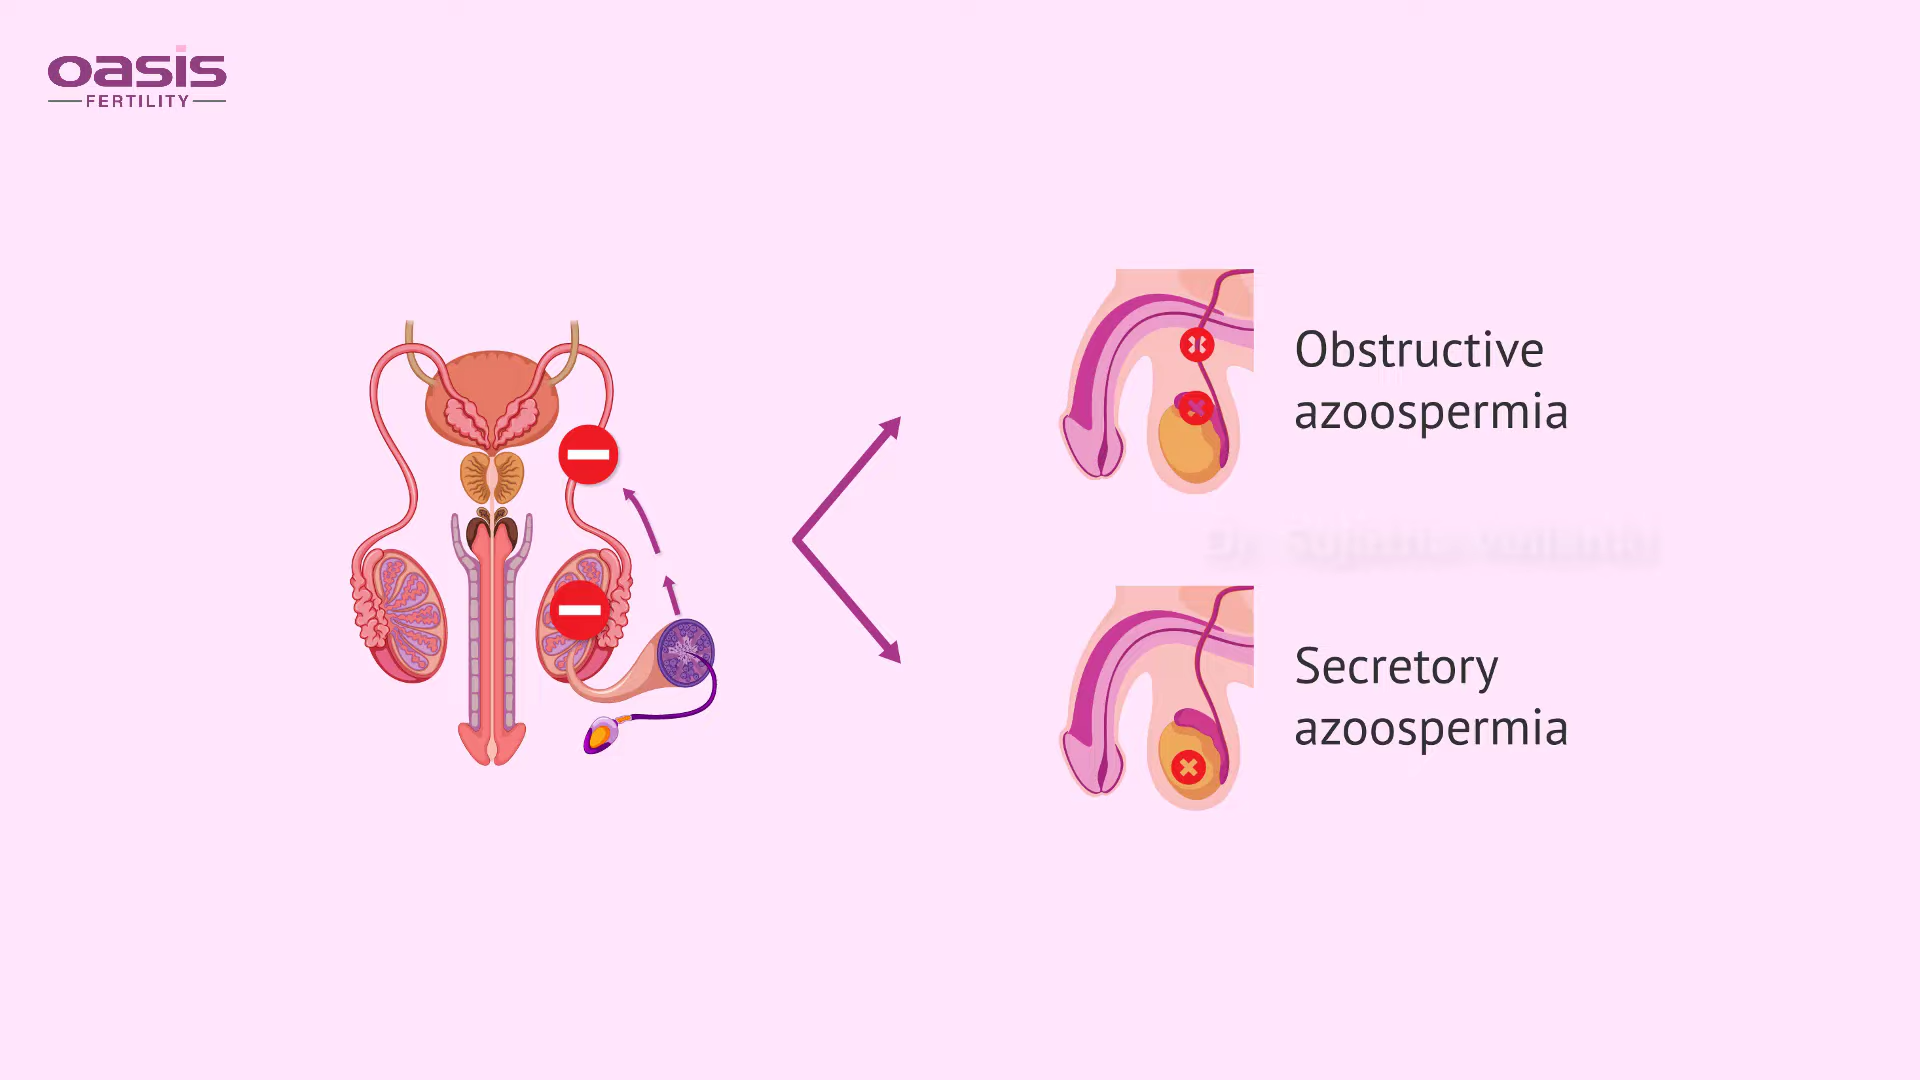 oasis
FERTILITY
Obstructive
azoospermia
Secretory
azoospermia